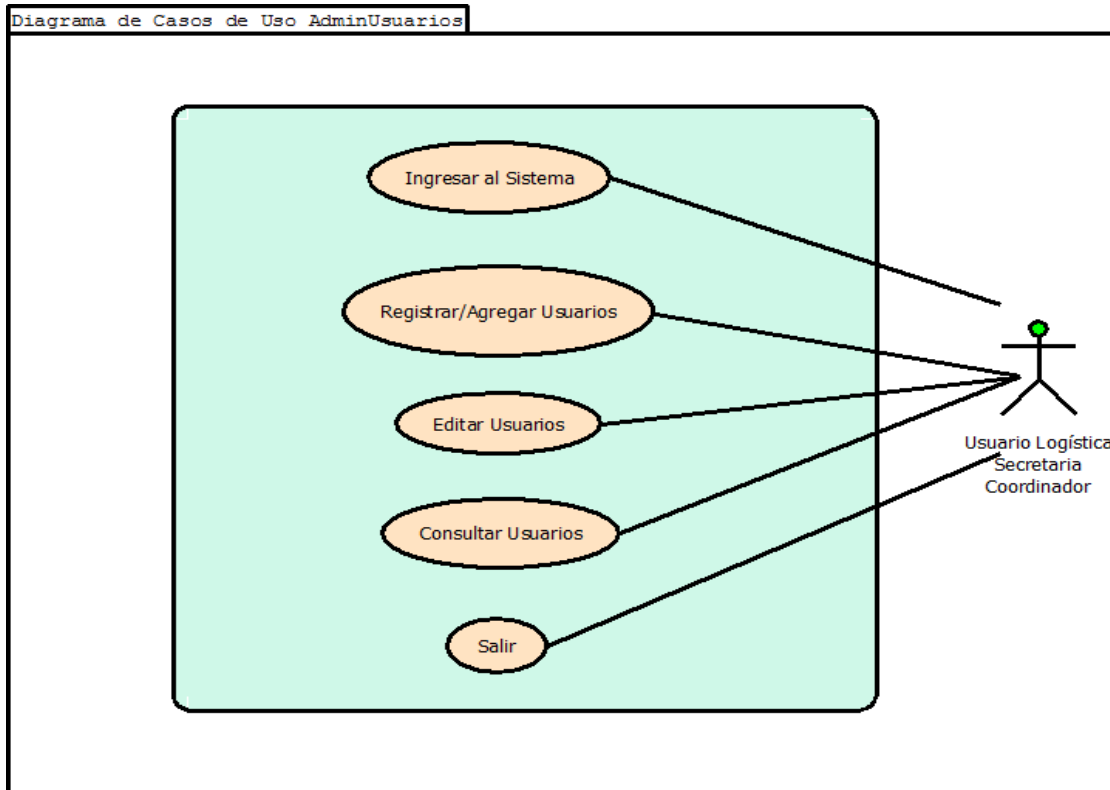 Diagrama de Casos de Uso AdminUsuarios
Ingresar al Sistema
Registrar/Agregar Usuarios
Editar Usuarios
Consultar Usuarios
Salir
Usuario Logística
Secretaria
Coordinador